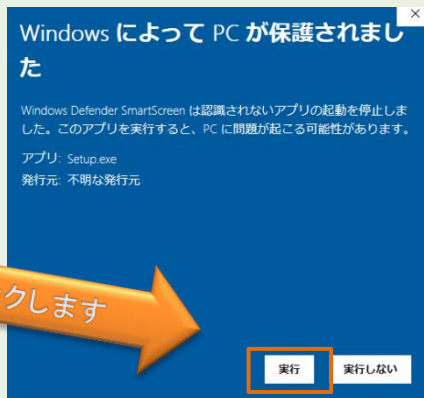 Windows によって PC が保護されまし
た
Windows Defender SmartScreen は認識されないアプリの起動を停止しま
した。このアプリを実行すると、PC に問題が起こる可能性があります。
アプリ: Setup.exe
発行元: 不明な発行元
クします
実行
実行しない